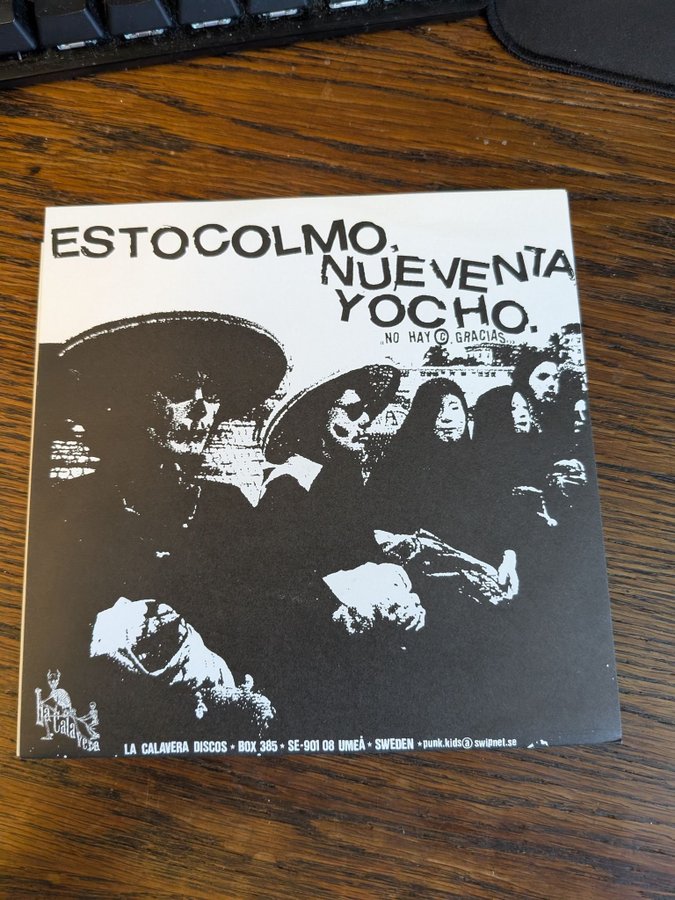 ESTOCOLMO,
NUEVENTA
YOCHO.
..NO HAY © GRACIAS...
La Calavera
LA CALAVERA DISCOS * BOX 385 * SE-901 08 UMEÅ * SWEDEN * punk.kids@swipnet.se